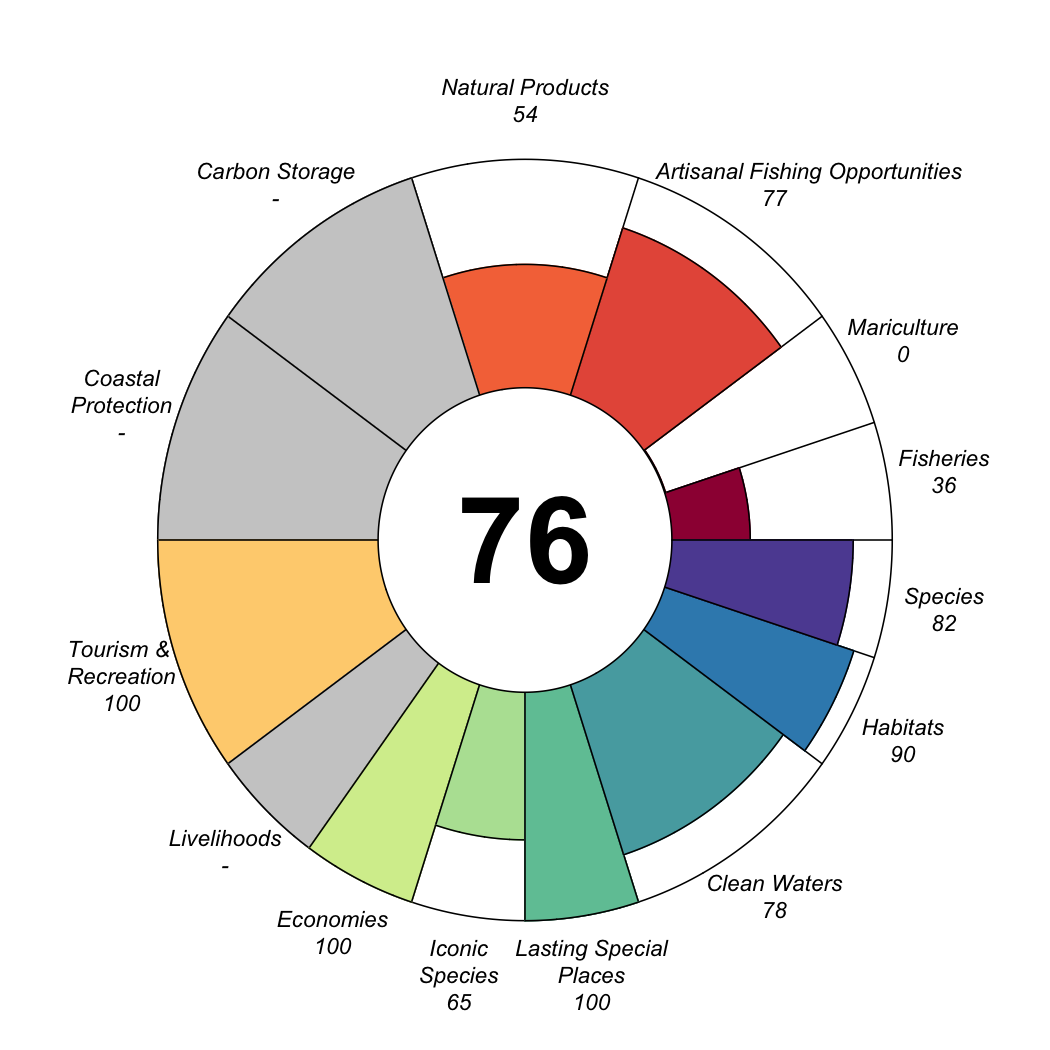 Natural Products
54
Artisanal Fishing Opportunities
77
Carbon Storage
-
Mariculture
0
Coastal
Protection
-
Fisheries
36
76
Species
82
Tourism &
Recreation
100
Habitats
90
Livelihoods
-
Clean Waters
78
Economies
100
Iconic
Species
65
Lasting Special
Places
100